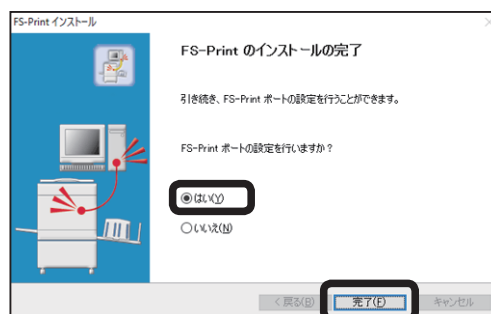 FS-Print インストール
FS-Print のインストールの完了
引き続き、FS-Print ポートの設定を行うことができます。
FS-Print ポートの設定を行いますか？
はい(Y)
いいえ(N)
< 戻る(B) 完了(F) キャンセル